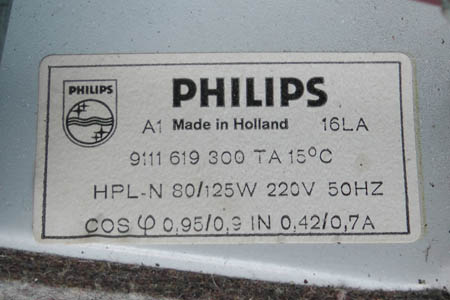 PHILIPS
PHILIPS
A1 Made in Holland 16LA
9111 619 300 TA 15°C
HPL-N 80/125W 220V 50HZ
COS φ 0,95/0,9 IN 0,42/0,7A